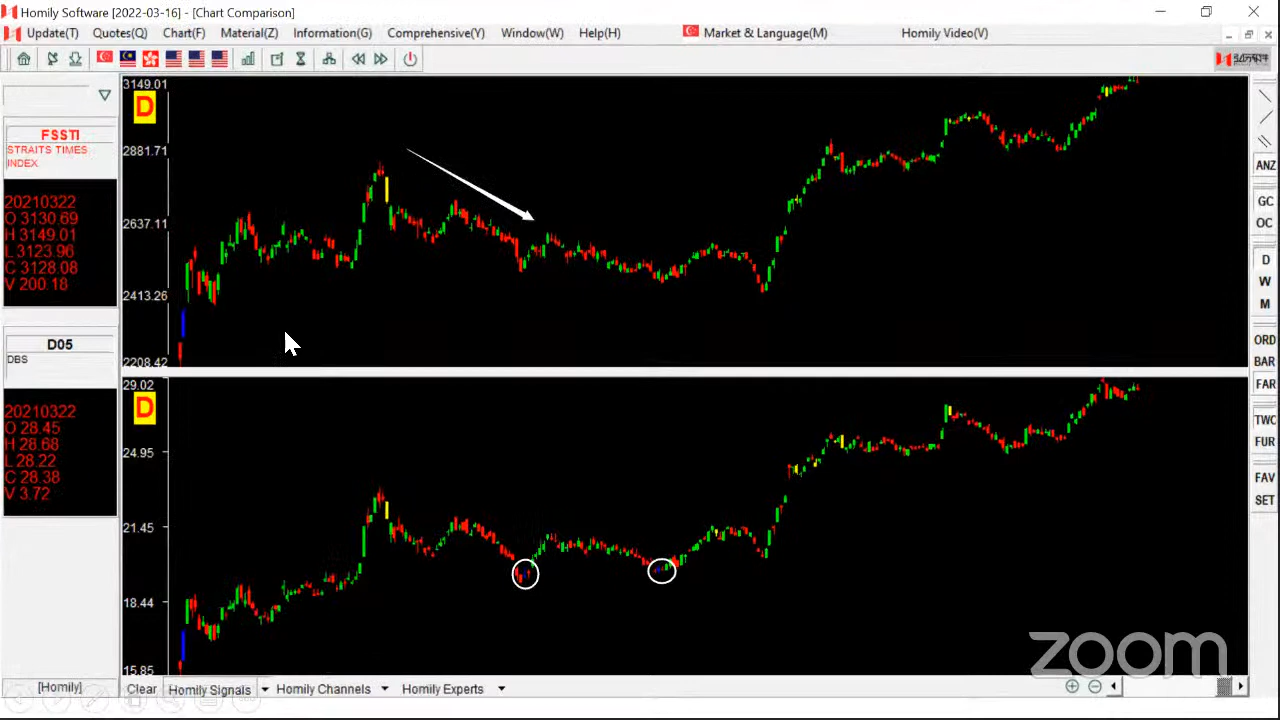 Homily Software [2022-03-16] - [Chart Comparison]
Update(T) Quotes(Q) Chart(F) Material(Z) Information(G) Comprehensive(Y) Window(W) Help(H) Market & Language(M) Homily Video(V)
FSSTI
STRAITS TIMES
INDEX
20210322
O 3130.69
H 3149.01
L 3123.96
C 3128.08
V 200.18
D05
DBS
20210322
O 28.45
H 28.68
L 28.22
C 28.38
V 3.72
[Homily]
3149.01
D
2881.71
2637.11
2413.26
2208.42
29.02
D
24.95
21.45
18.44
15.85
Clear Homily Signals Homily Channels Homily Experts
ANZ
GC
OC
D
W
M
ORD
BAR
FAR
TWC
FUR
FAV
SET
zoom